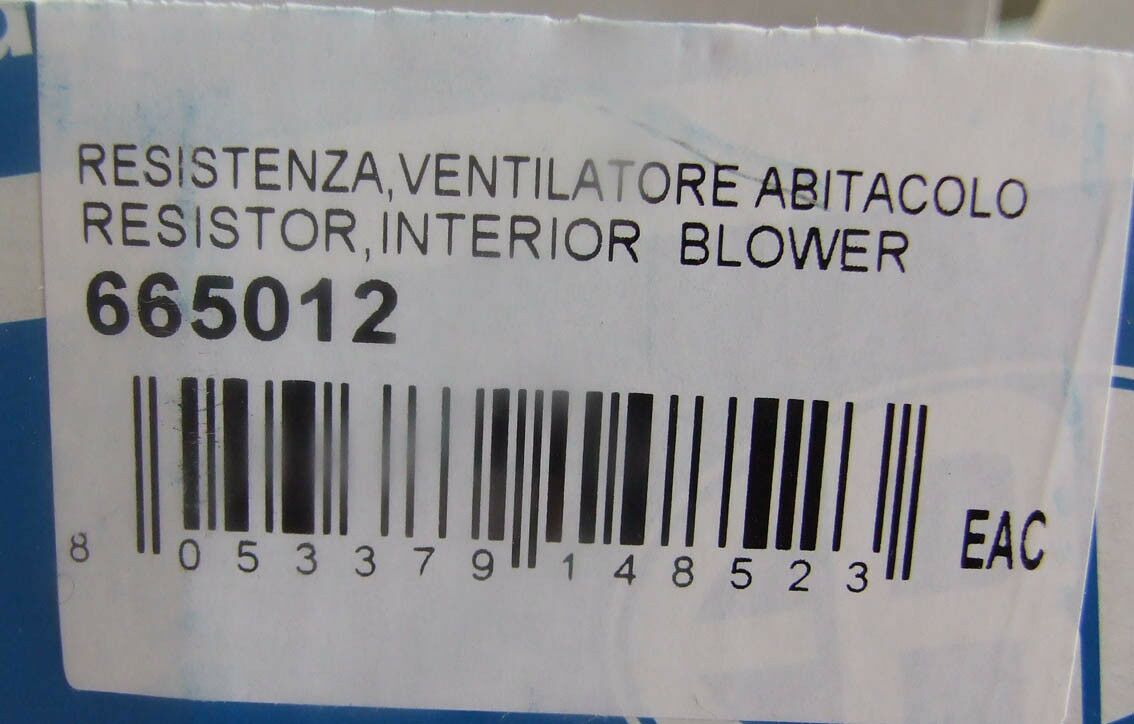 RESISTENZA,VENTILATORE ABITACOLO
RESISTOR,INTERIOR BLOWER
665012
8 053379 148523
EAC